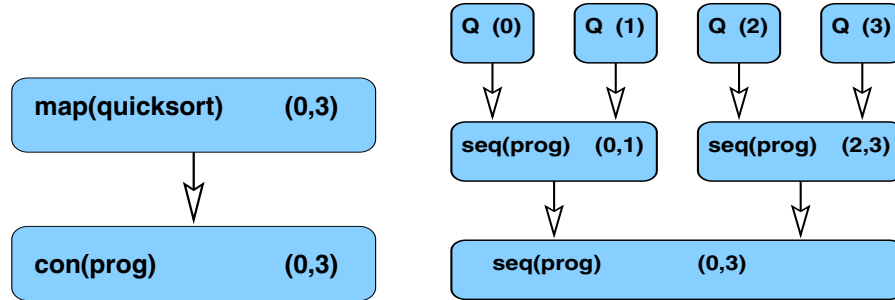 map(quicksort) (0,3)
con(prog) (0,3)
Q (0) Q (1) Q (2) Q (3)
seq(prog) (0,1) seq(prog) (2,3)
seq(prog) (0,3)